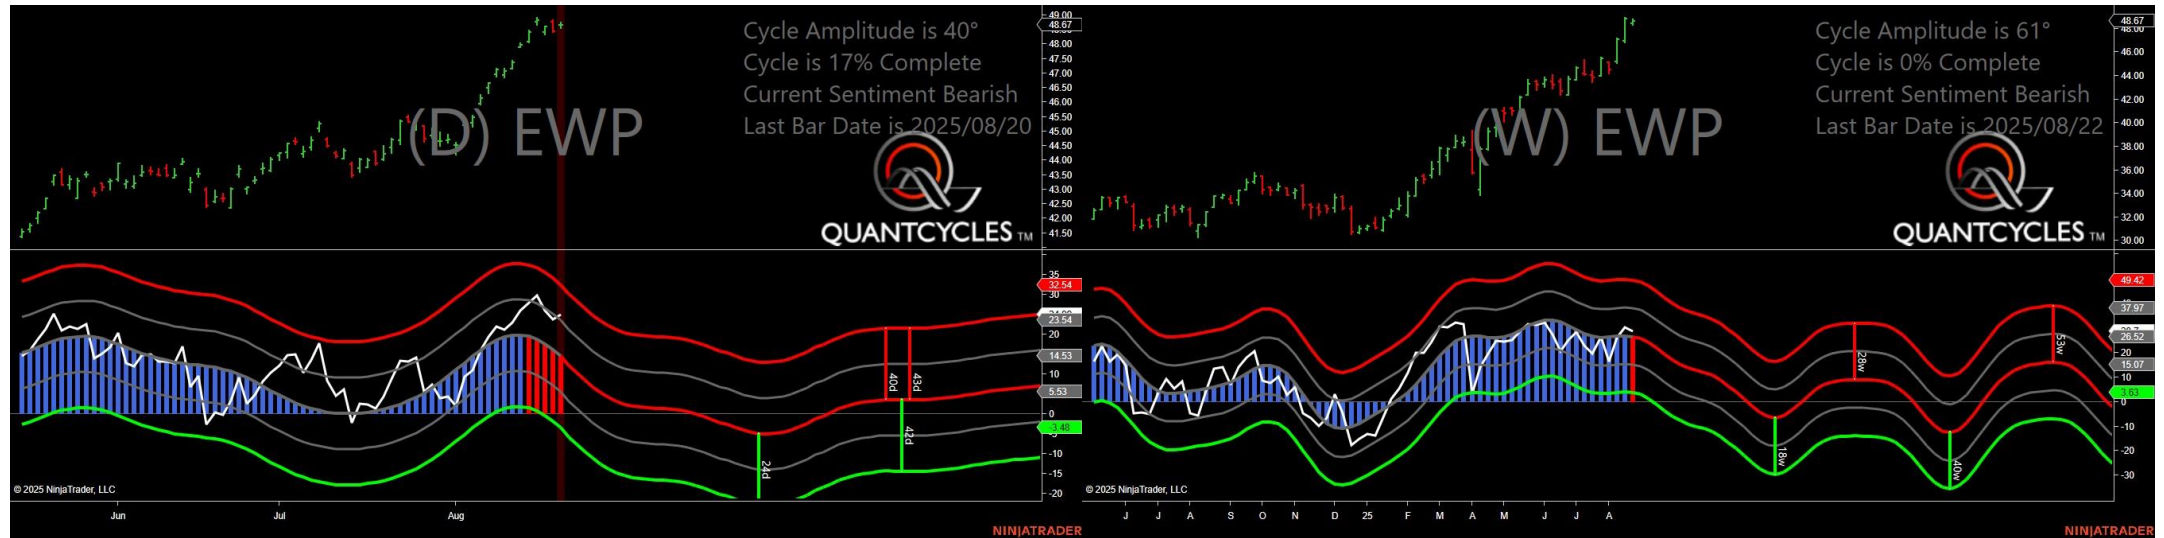 Cycle Amplitude is 40°
Cycle is 17% Complete
Current Sentiment Bearish
Last Bar Date is 2025/08/20
(D) EWP
QUANTCYCLES TM
49.00
48.67
48.00
47.50
47.00
46.50
46.00
45.50
45.00
44.50
44.00
43.50
43.00
42.50
42.00
41.50
35
32.54
30
23.54
20
14.53
5.53
0
-3.48
-10
-15
-20
40d
43d
42d
24d
© 2025 NinjaTrader, LLC
Jun
Jul
Aug
NINJATRADER
Cycle Amplitude is 61°
Cycle is 0% Complete
Current Sentiment Bearish
Last Bar Date is 2025/08/22
(W) EWP
QUANTCYCLES TM
48.67
48.00
46.00
44.00
42.00
40.00
38.00
36.00
34.00
32.00
30.00
49.42
37.97
26.52
20
15.07
10
3.63
0
-10
-20
-30
28w
53w
18w
40w
© 2025 NinjaTrader, LLC
J
J
A
S
O
N
D
25
F
M
A
M
J
J
A
NINJATRADER